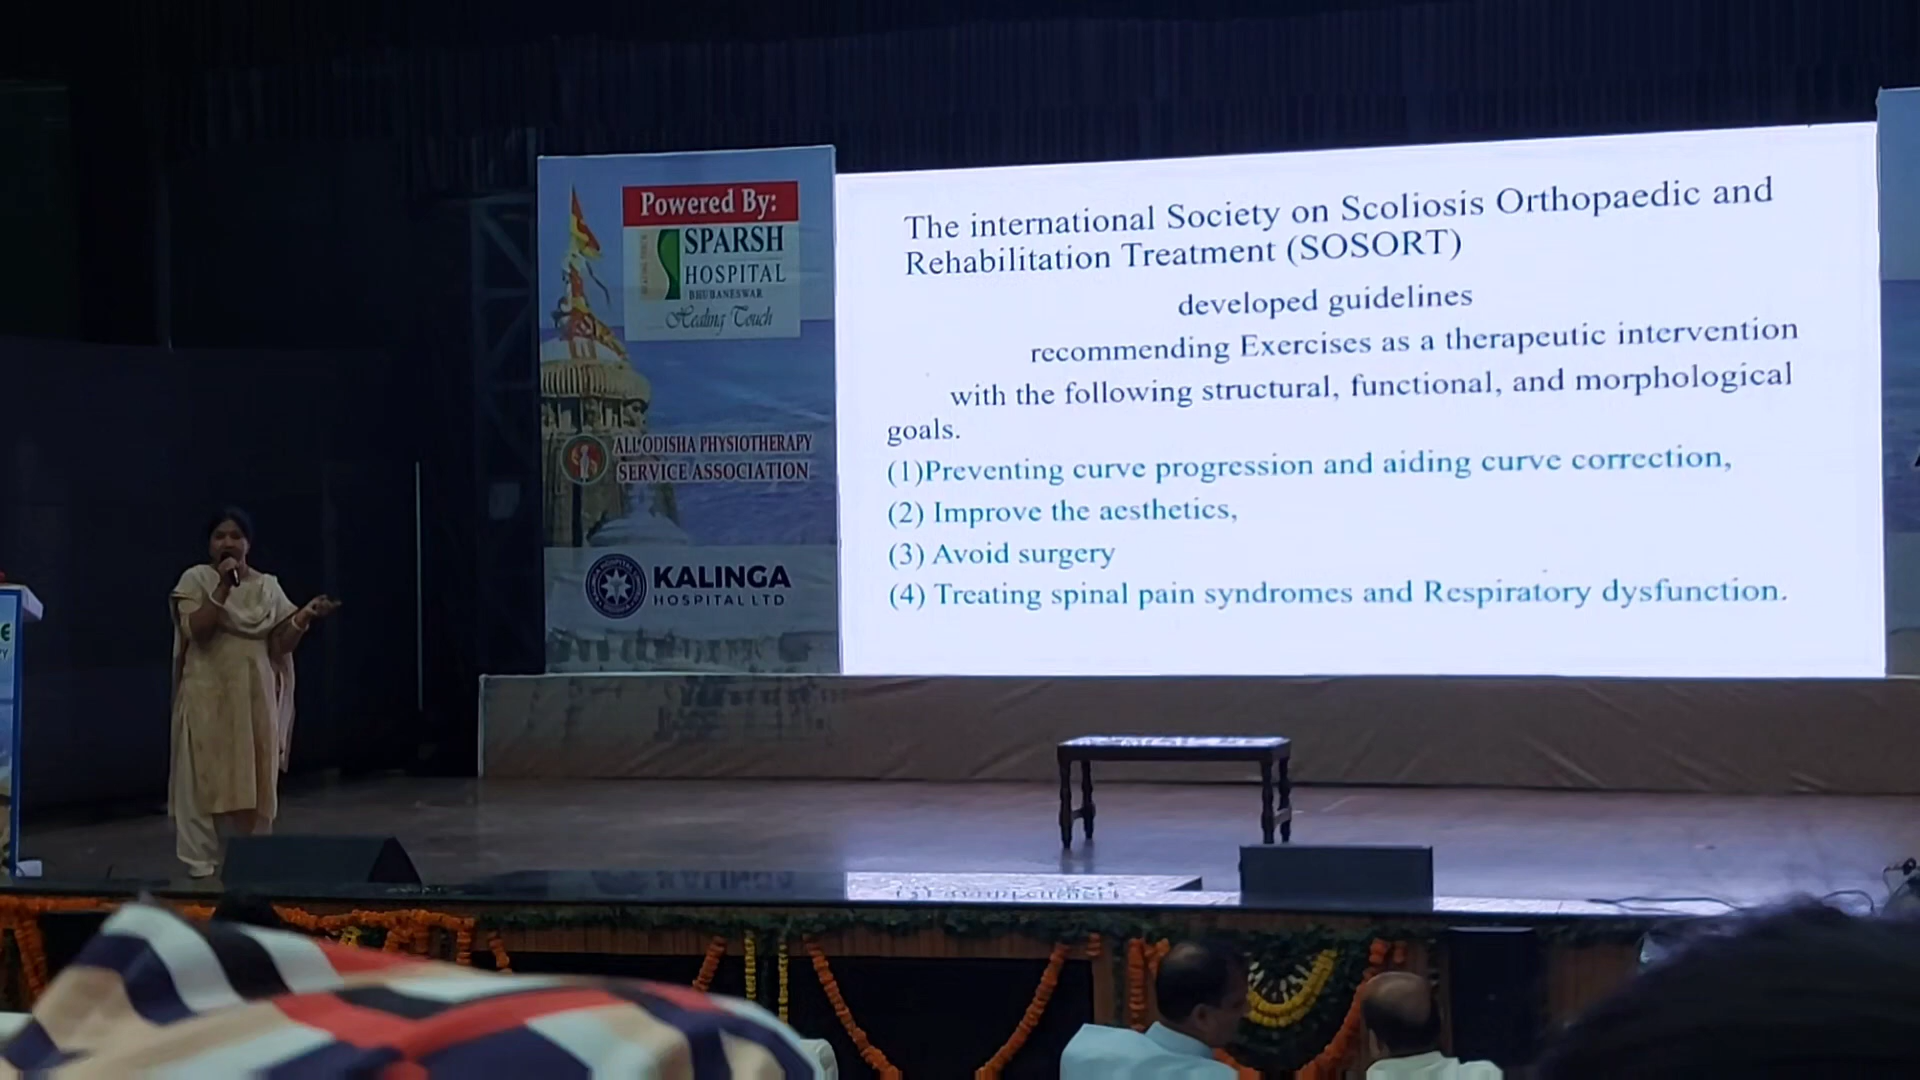 Powered By:
SPARSH
HOSPITAL
BHUBANESWAR
Healing Touch
ALL ODISHA PHYSIOTHERAPY
SERVICE ASSOCIATION
KALINGA
HOSPITAL LTD
The international Society on Scoliosis Orthopaedic and
Rehabilitation Treatment (SOSORT)
developed guidelines
recommending Exercises as a therapeutic intervention
with the following structural, functional, and morphological
goals.
(1)Preventing curve progression and aiding curve correction,
(2) Improve the aesthetics,
(3) Avoid surgery
(4) Treating spinal pain syndromes and Respiratory dysfunction.